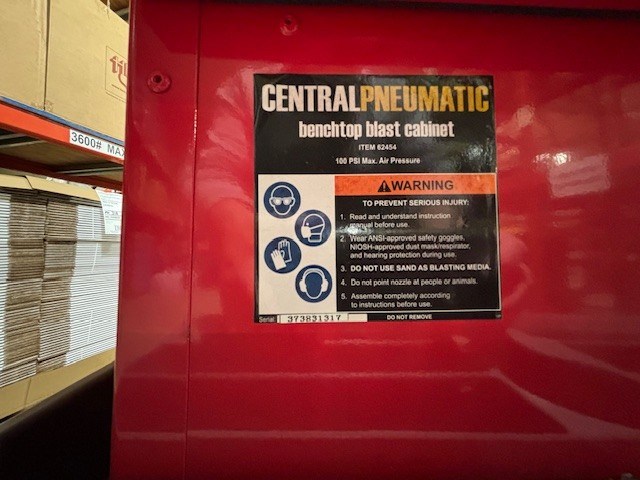 3600# MAX
CENTRALPNEUMATIC
benchtop blast cabinet
ITEM 62454
100 PSI Max. Air Pressure
WARNING
TO PREVENT SERIOUS INJURY:
1. Read and understand instruction
manual before use.
2. Wear ANSI-approved safety goggles,
NIOSH-approved dust mask/respirator,
and hearing protection during use.
3. DO NOT USE SAND AS BLASTING MEDIA.
4. Do not point nozzle at people or animals.
5. Assemble completely according
to instructions before use.
Serial: 373831317
DO NOT REMOVE